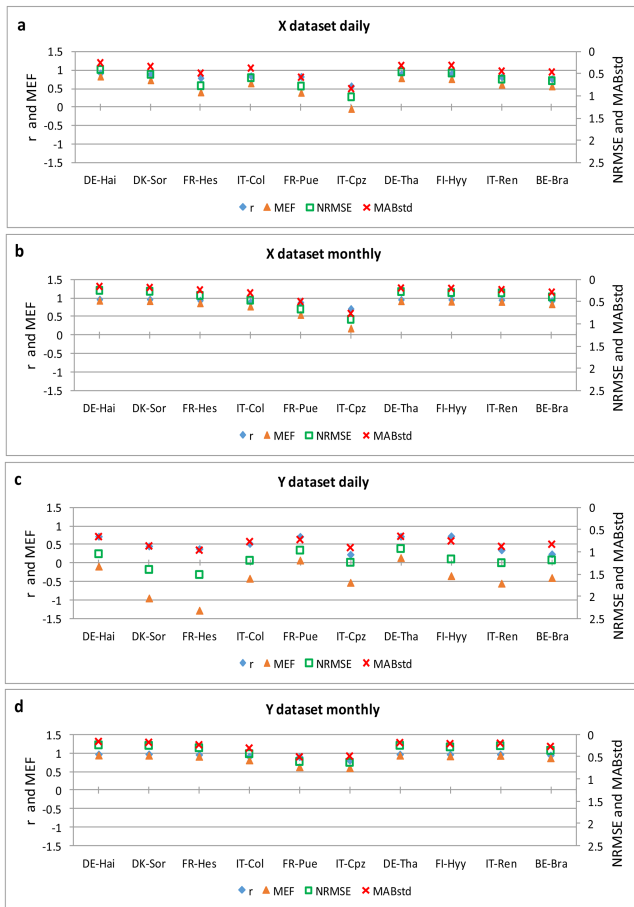 a
X dataset daily
r and MEF
NRMSE and MABstd
1.5
1
0.5
0
-0.5
-1
-1.5
0
0.5
1
1.5
2
2.5
DE-Hai DK-Sor FR-Hes IT-Col FR-Pue IT-Cpz DE-Tha FI-Hyy IT-Ren BE-Bra
r MEF NRMSE MABstd
b
X dataset monthly
r and MEF
NRMSE and MABstd
1.5
1
0.5
0
-0.5
-1
-1.5
0
0.5
1
1.5
2
2.5
DE-Hai DK-Sor FR-Hes IT-Col FR-Pue IT-Cpz DE-Tha FI-Hyy IT-Ren BE-Bra
r MEF NRMSE MABstd
c
Y dataset daily
r and MEF
NRMSE and MABstd
1.5
1
0.5
0
-0.5
-1
-1.5
0
0.5
1
1.5
2
2.5
DE-Hai DK-Sor FR-Hes IT-Col FR-Pue IT-Cpz DE-Tha FI-Hyy IT-Ren BE-Bra
r MEF NRMSE MABstd
d
Y dataset monthly
r and MEF
NRMSE and MABstd
1.5
1
0.5
0
-0.5
-1
-1.5
0
0.5
1
1.5
2
2.5
DE-Hai DK-Sor FR-Hes IT-Col FR-Pue IT-Cpz DE-Tha FI-Hyy IT-Ren BE-Bra
r MEF NRMSE MABstd